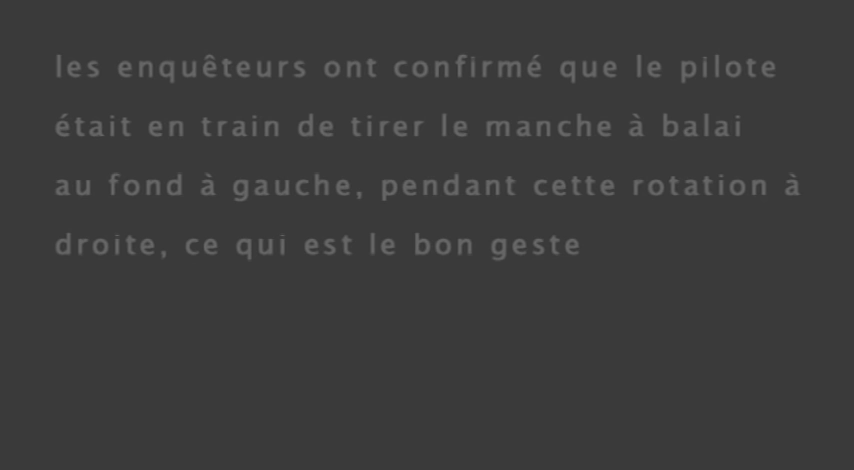 les enquêteurs ont confirmé que le pilote
était en train de tirer le manche à balai
au fond à gauche, pendant cette rotation à
droite, ce qui est le bon geste